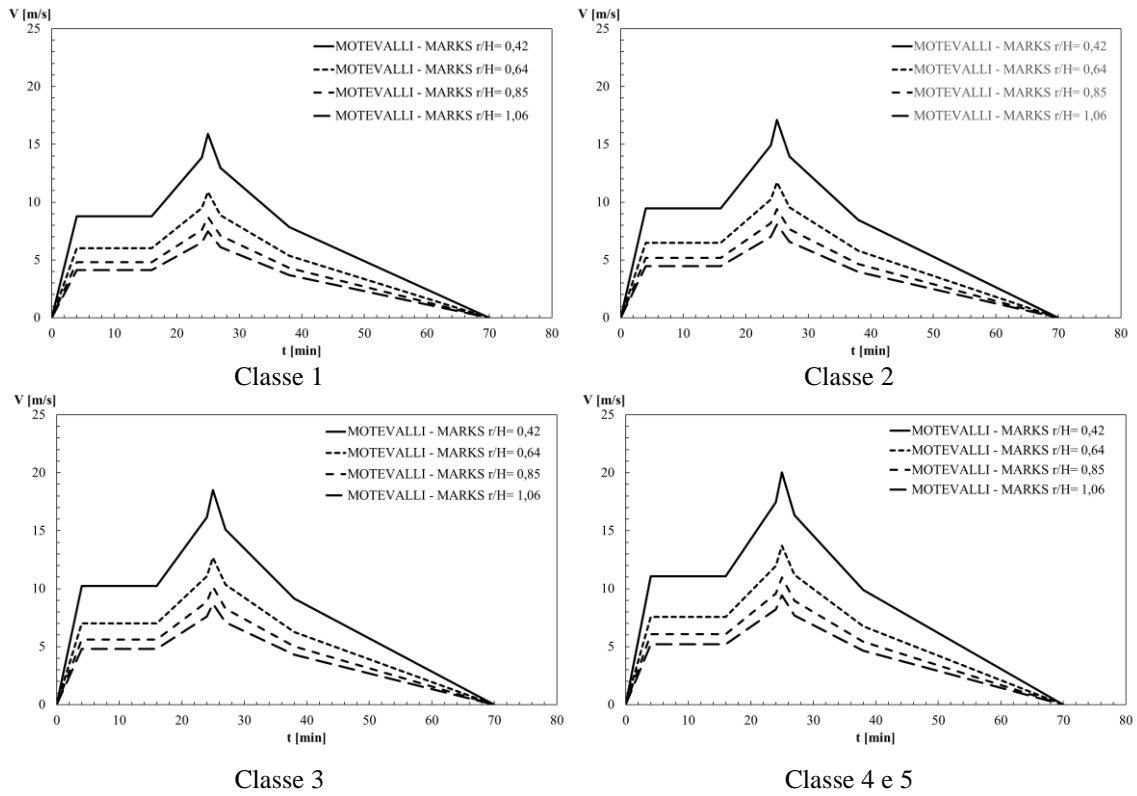 V [m/s]
25
20
15
10
5
0
0 10 20 30 40 50 60 70 80
t [min]
MOTEVALLI - MARKS r/H= 0,42
MOTEVALLI - MARKS r/H= 0,64
MOTEVALLI - MARKS r/H= 0,85
MOTEVALLI - MARKS r/H= 1,06
Classe 1
V [m/s]
25
20
15
10
5
0
0 10 20 30 40 50 60 70 80
t [min]
MOTEVALLI - MARKS r/H= 0,42
MOTEVALLI - MARKS r/H= 0,64
MOTEVALLI - MARKS r/H= 0,85
MOTEVALLI - MARKS r/H= 1,06
Classe 2
V [m/s]
25
20
15
10
5
0
0 10 20 30 40 50 60 70 80
t [min]
MOTEVALLI - MARKS r/H= 0,42
MOTEVALLI - MARKS r/H= 0,64
MOTEVALLI - MARKS r/H= 0,85
MOTEVALLI - MARKS r/H= 1,06
Classe 3
V [m/s]
25
20
15
10
5
0
0 10 20 30 40 50 60 70 80
t [min]
MOTEVALLI - MARKS r/H= 0,42
MOTEVALLI - MARKS r/H= 0,64
MOTEVALLI - MARKS r/H= 0,85
MOTEVALLI - MARKS r/H= 1,06
Classe 4 e 5